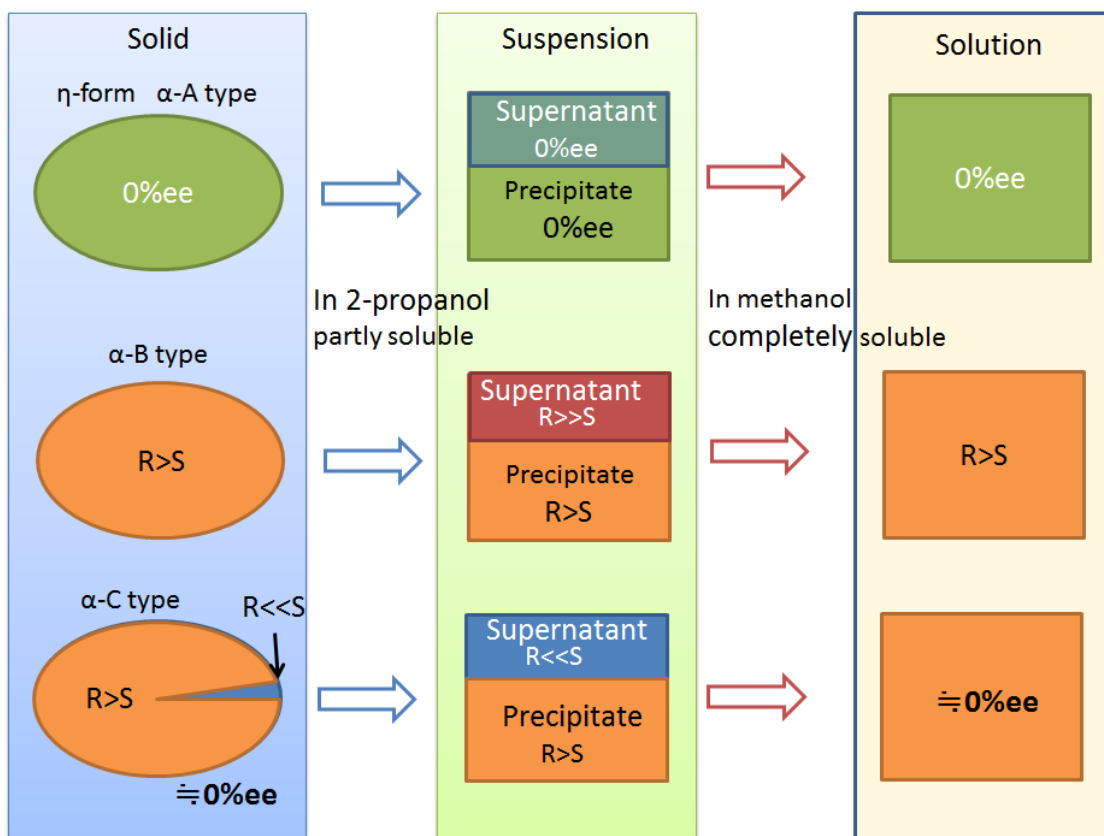 Solid
η-form α-A type
0%ee
α-B type
R>S
α-C type
R<<S
R>S
≒0%ee
In 2-propanol
partly soluble
Suspension
Supernatant
0%ee
Precipitate
0%ee
Supernatant
R>>S
Precipitate
R>S
Supernatant
R<<S
Precipitate
R>S
In methanol
completely soluble
Solution
0%ee
R>S
≒0%ee